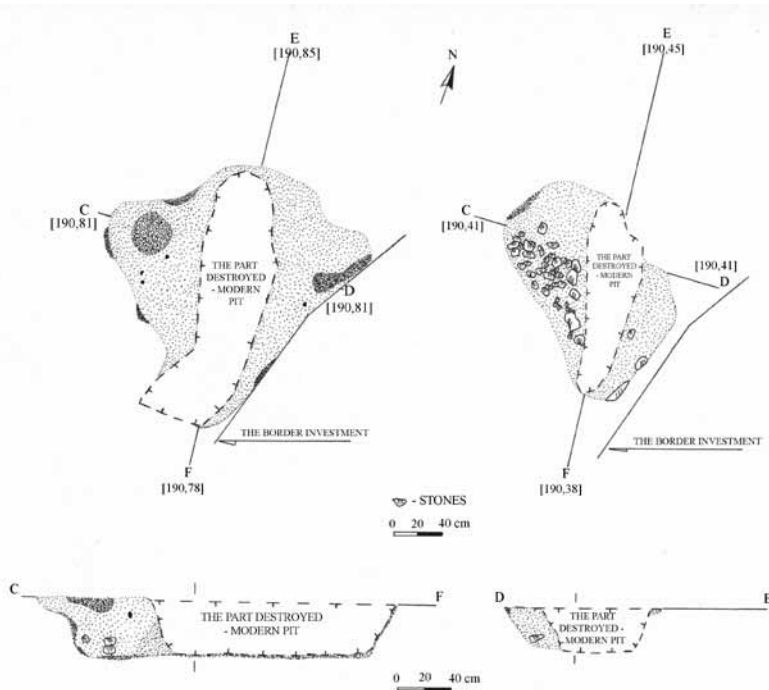 E
[190,85]
N
E
[190,45]
C
[190,81]
C
[190,41]
THE PART
DESTROYED
- MODERN
PIT
THE PART
DESTROYED
- MODERN
PIT
[190,41]
D
D
[190,81]
THE BORDER INVESTMENT
THE BORDER INVESTMENT
F
[190,78]
F
[190,38]
- STONES
0 20 40 cm
C
F
THE PART DESTROYED
- MODERN PIT
D
E
THE PART
DESTROYED -
- MODERN PIT
0 20 40 cm